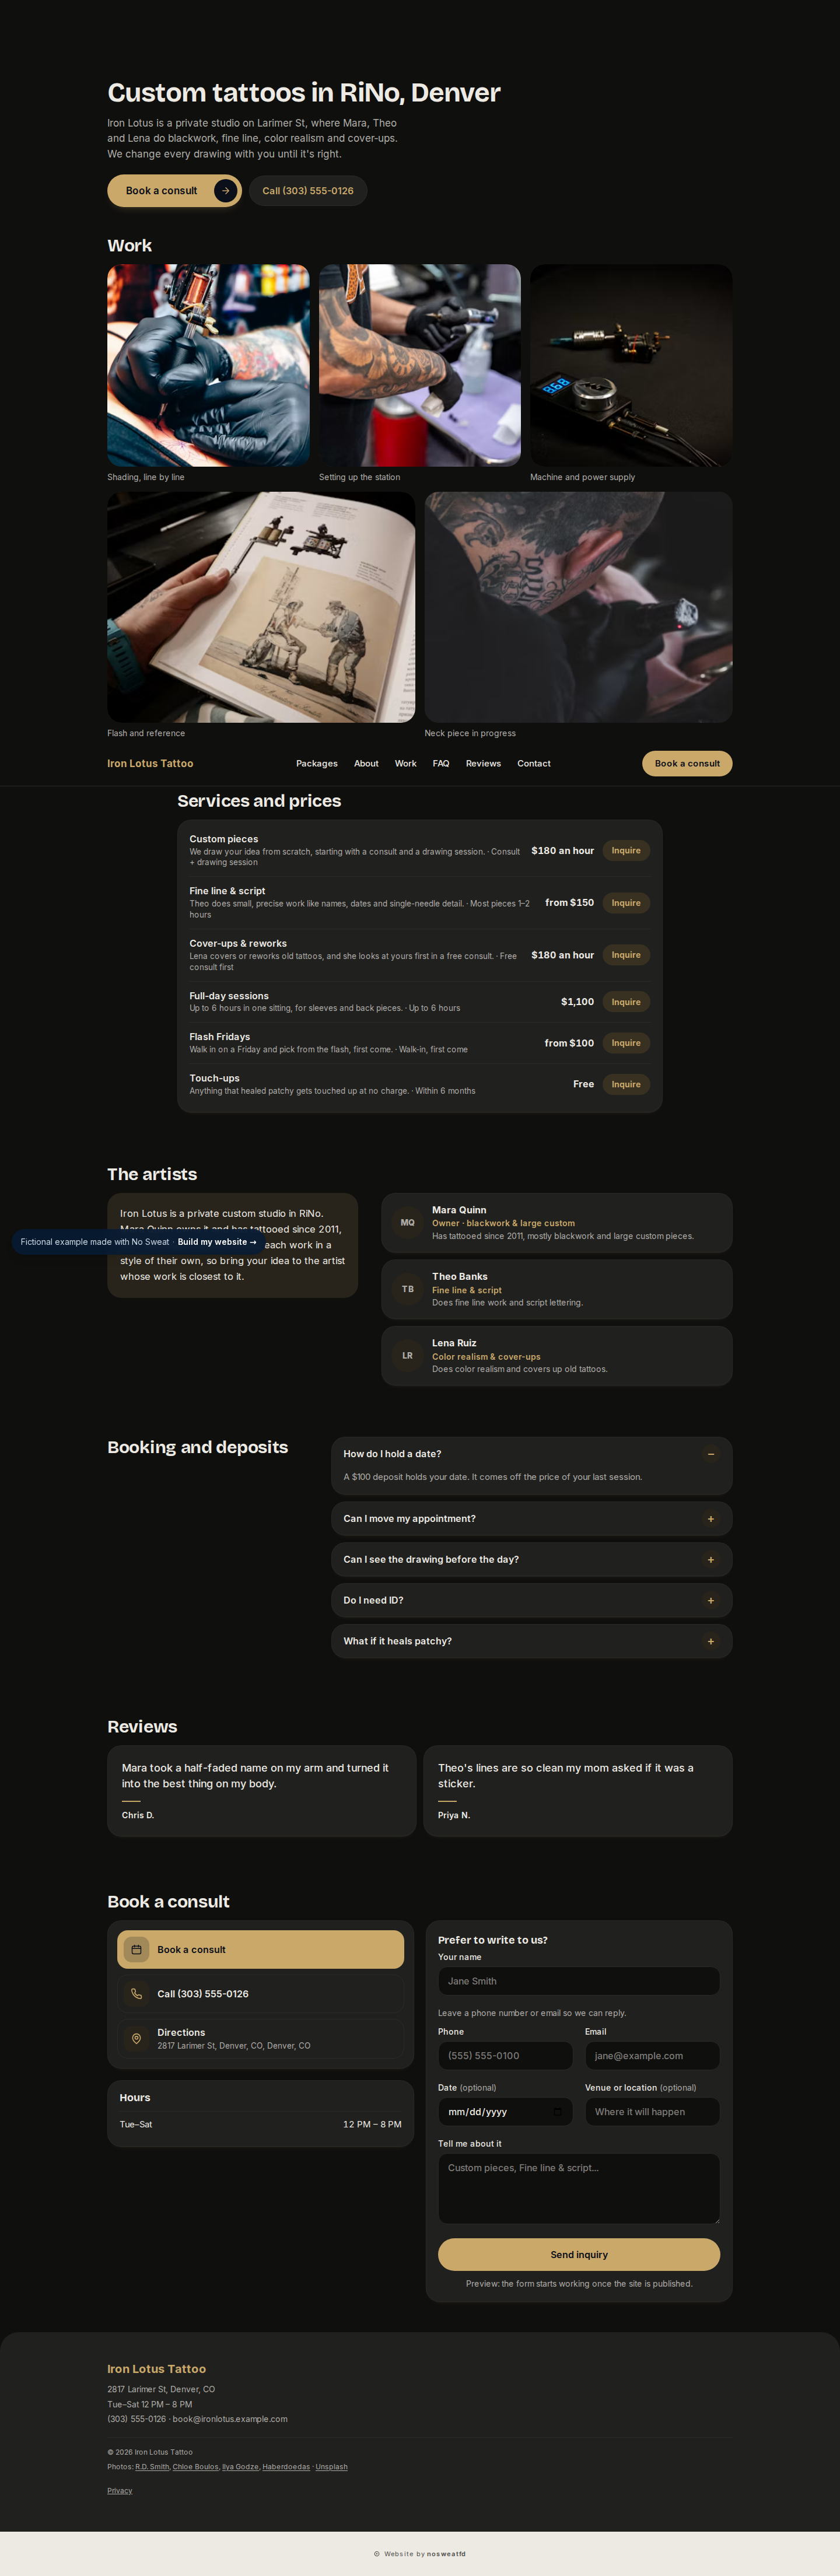 Custom tattoos in RiNo, Denver
Iron Lotus is a private studio on Larimer St, where Mara, Theo
and Lena do blackwork, fine line, color realism and cover-ups.
We change every drawing with you until it's right.
Book a consult
Call (303) 555-0126
Work
868
Shading, line by line
Setting up the station
Machine and power supply
Flash and reference
Neck piece in progress
Iron Lotus Tattoo
Packages About Work FAQ Reviews Contact
Book a consult
Services and prices
Custom pieces
We draw your idea from scratch, starting with a consult and a drawing session. · Consult
+ drawing session
$180 an hour
Inquire
Fine line & script
Theo does small, precise work like names, dates and single-needle detail. · Most pieces 1–2
hours
from $150
Inquire
Cover-ups & reworks
Lena covers or reworks old tattoos, and she looks at yours first in a free consult. · Free
consult first
$180 an hour
Inquire
Full-day sessions
Up to 6 hours in one sitting, for sleeves and back pieces. · Up to 6 hours
$1,100
Inquire
Flash Fridays
Walk in on a Friday and pick from the flash, first come. · Walk-in, first come
from $100
Inquire
Touch-ups
Anything that healed patchy gets touched up at no charge. · Within 6 months
Free
Inquire
The artists
Iron Lotus is a private custom studio in RiNo.
Mara Quinn owns it and has tattooed since 2011,
Fictional example made with No Sweat · Build my website →
each work in a
style of their own, so bring your idea to the artist
whose work is closest to it.
MQ
Mara Quinn
Owner · blackwork & large custom
Has tattooed since 2011, mostly blackwork and large custom pieces.
TB
Theo Banks
Fine line & script
Does fine line work and script lettering.
LR
Lena Ruiz
Color realism & cover-ups
Does color realism and covers up old tattoos.
Booking and deposits
How do I hold a date?
A $100 deposit holds your date. It comes off the price of your last session.
Can I move my appointment?
Can I see the drawing before the day?
Do I need ID?
What if it heals patchy?
Reviews
Mara took a half-faded name on my arm and turned it
into the best thing on my body.
Chris D.
Theo's lines are so clean my mom asked if it was a
sticker.
Priya N.
Book a consult
Book a consult
Call (303) 555-0126
Directions
2817 Larimer St, Denver, CO, Denver, CO
Hours
Tue–Sat 12 PM – 8 PM
Prefer to write to us?
Your name
Jane Smith
Leave a phone number or email so we can reply.
Phone
(555) 555-0100
Email
jane@example.com
Date (optional)
mm/dd/yyyy
Venue or location (optional)
Where it will happen
Tell me about it
Custom pieces, Fine line & script...
Send inquiry
Preview: the form starts working once the site is published.
Iron Lotus Tattoo
2817 Larimer St, Denver, CO
Tue–Sat 12 PM – 8 PM
(303) 555-0126 · book@ironlotus.example.com
© 2026 Iron Lotus Tattoo
Photos: R.D. Smith, Chloe Boulos, Ilya Godze, Haberdoedas · Unsplash
Privacy
Website by nosweatfd